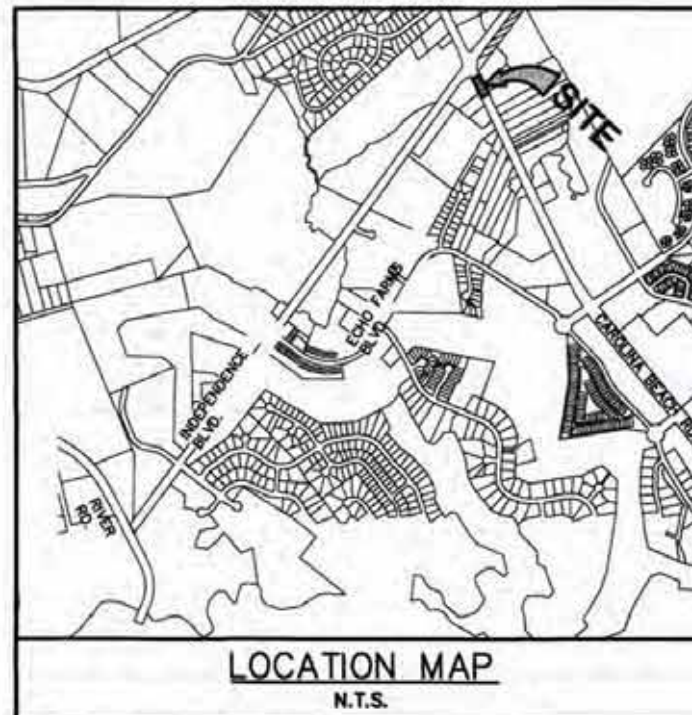 SITE
ECHO FARMS
BLVD.
CAROLINA BEACH R
INDEPENDENCE
BLVD.
RIVER
RD.
LOCATION MAP
N.T.S.